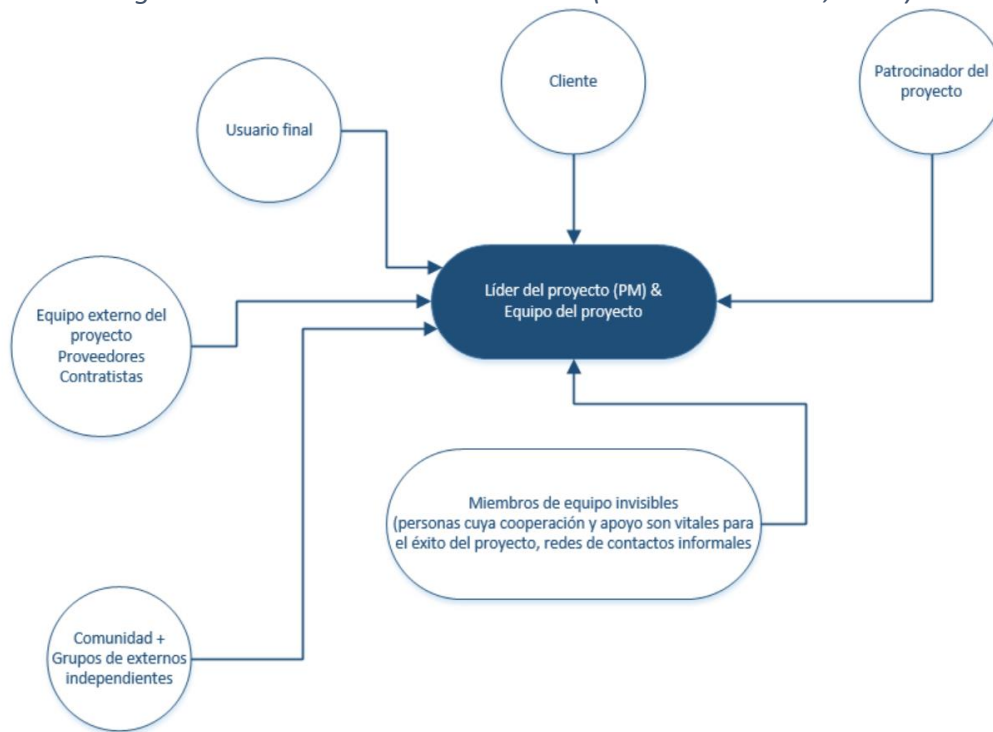 Cliente
Patrocinador del
proyecto
Usuario final
Líder del proyecto (PM) &
Equipo del proyecto
Equipo externo del
proyecto
Proveedores
Contratistas
Miembros de equipo invisibles
(personas cuya cooperación y apoyo son vitales para
el éxito del proyecto, redes de contactos informales
Comunidad +
Grupos de externos
independientes